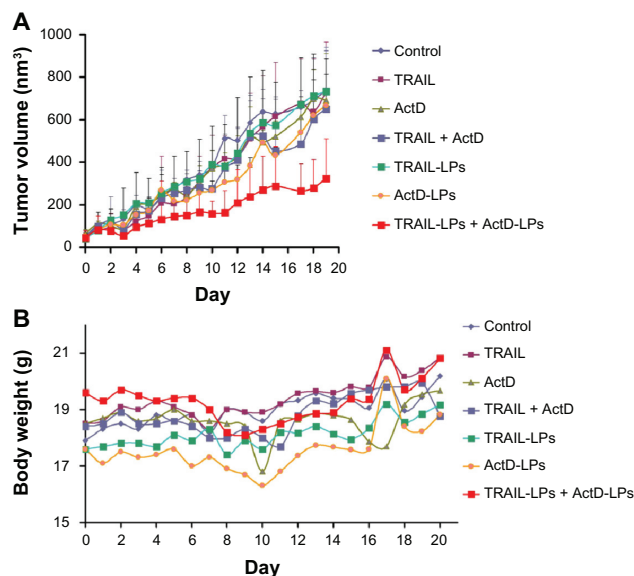 A
Tumor volume (nm³)
1000
800
600
400
200
0
0 2 4 6 8 10 12 14 16 18 20
Day
Control
TRAIL
ActD
TRAIL + ActD
TRAIL-LPs
ActD-LPs
TRAIL-LPs + ActD-LPs
B
Body weight (g)
21
19
17
15
0 2 4 6 8 10 12 14 16 18 20
Day
Control
TRAIL
ActD
TRAIL + ActD
TRAIL-LPs
ActD-LPs
TRAIL-LPs + ActD-LPs